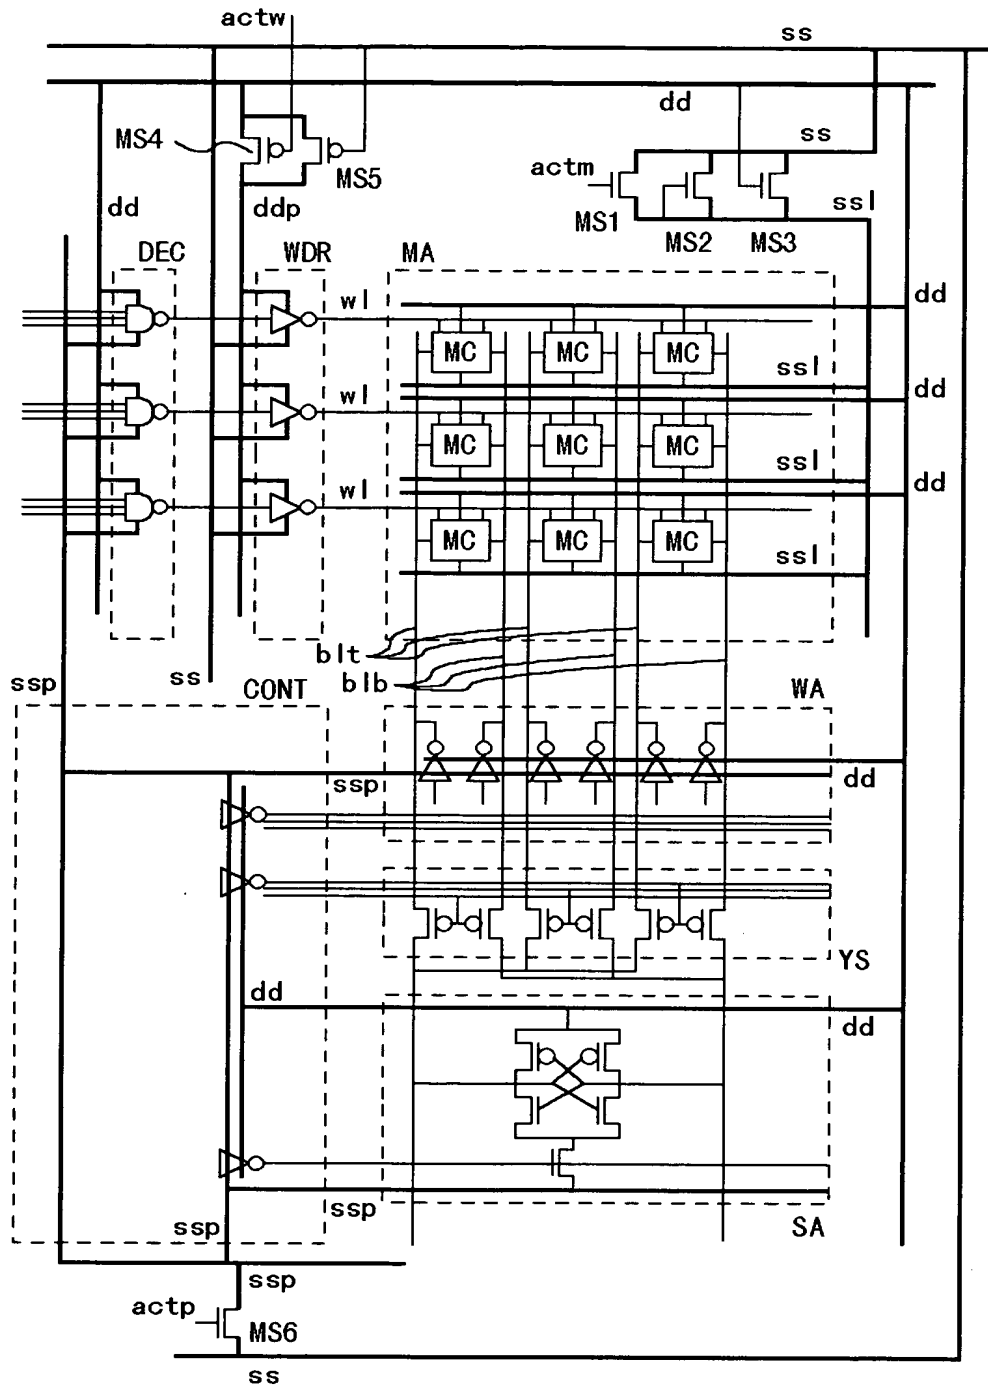 actw
ss
dd
MS4
MS5
ss
actm
MS1
MS2
MS3
ssl
dd
ddp
DEC
WDR
MA
wl
dd
MC
MC
MC
ssl
wl
dd
MC
MC
MC
ssl
wl
dd
MC
MC
MC
ssl
blt
blb
ssp
ss
CONT
WA
ssp
dd
YS
dd
dd
ssp
ssp
SA
ssp
actp
MS6
ss